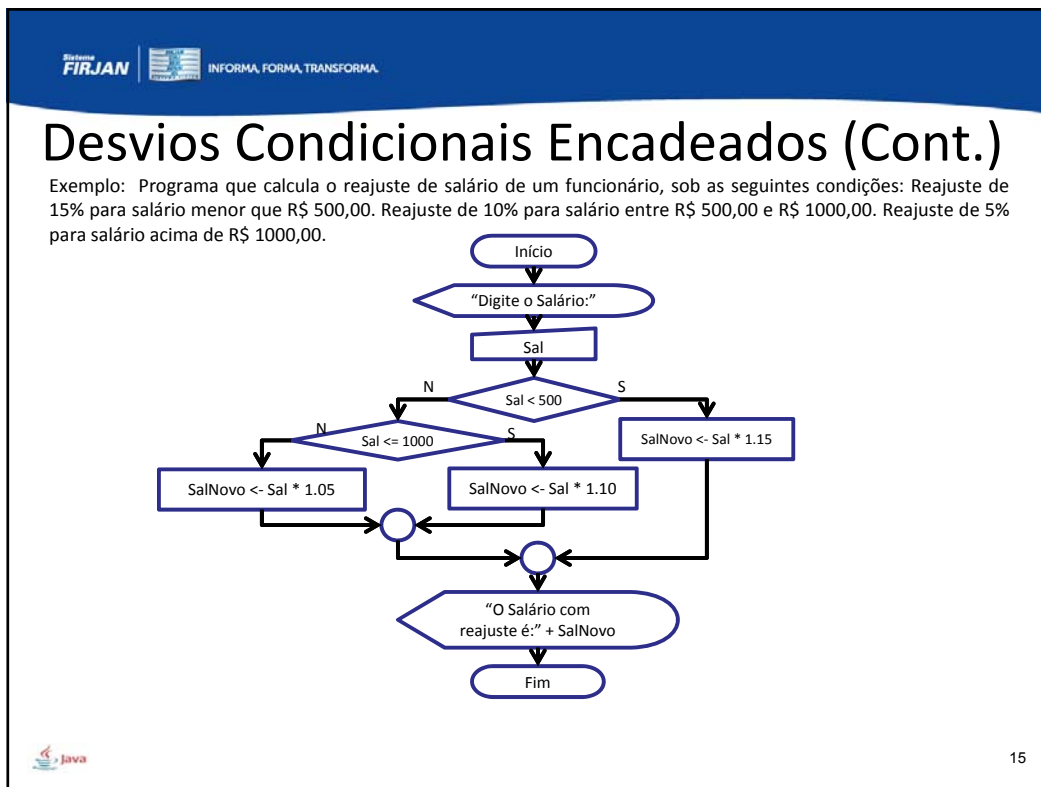 Sistema
FIRJAN
INFORMA, FORMA, TRANSFORMA.
Desvios Condicionais Encadeados (Cont.)
Exemplo: Programa que calcula o reajuste de salário de um funcionário, sob as seguintes condições: Reajuste de
15% para salário menor que R$ 500,00. Reajuste de 10% para salário entre R$ 500,00 e R$ 1000,00. Reajuste de 5%
para salário acima de R$ 1000,00.
Início
“Digite o Salário:”
Sal
N
Sal < 500
S
N
Sal <= 1000
S
SalNovo <- Sal * 1.15
SalNovo <- Sal * 1.05
SalNovo <- Sal * 1.10
“O Salário com
reajuste é:” + SalNovo
Fim
Java
15